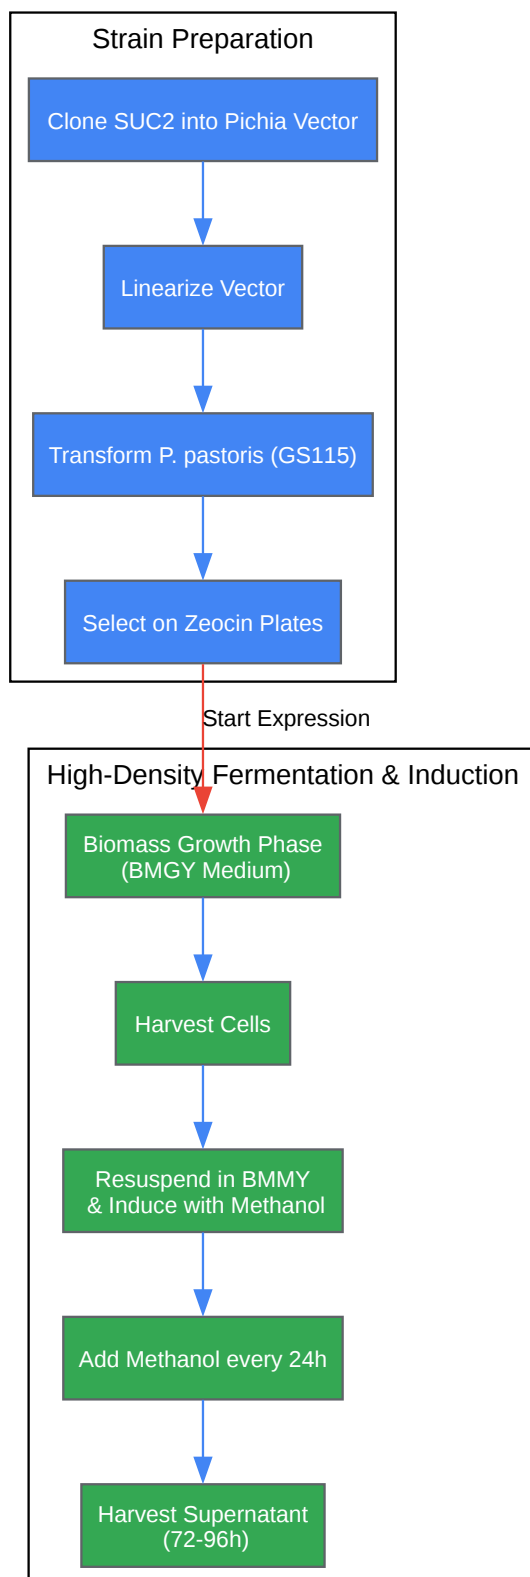 Strain Preparation
Clone SUC2 into Pichia Vector
Linearize Vector
Transform P. pastoris (GS115)
Select on Zeocin Plates
Start Expression
High-Density Fermentation & Induction
Biomass Growth Phase
(BMGY Medium)
Harvest Cells
Resuspend in BMMY
& Induce with Methanol
Add Methanol every 24h
Harvest Supernatant
(72-96h)